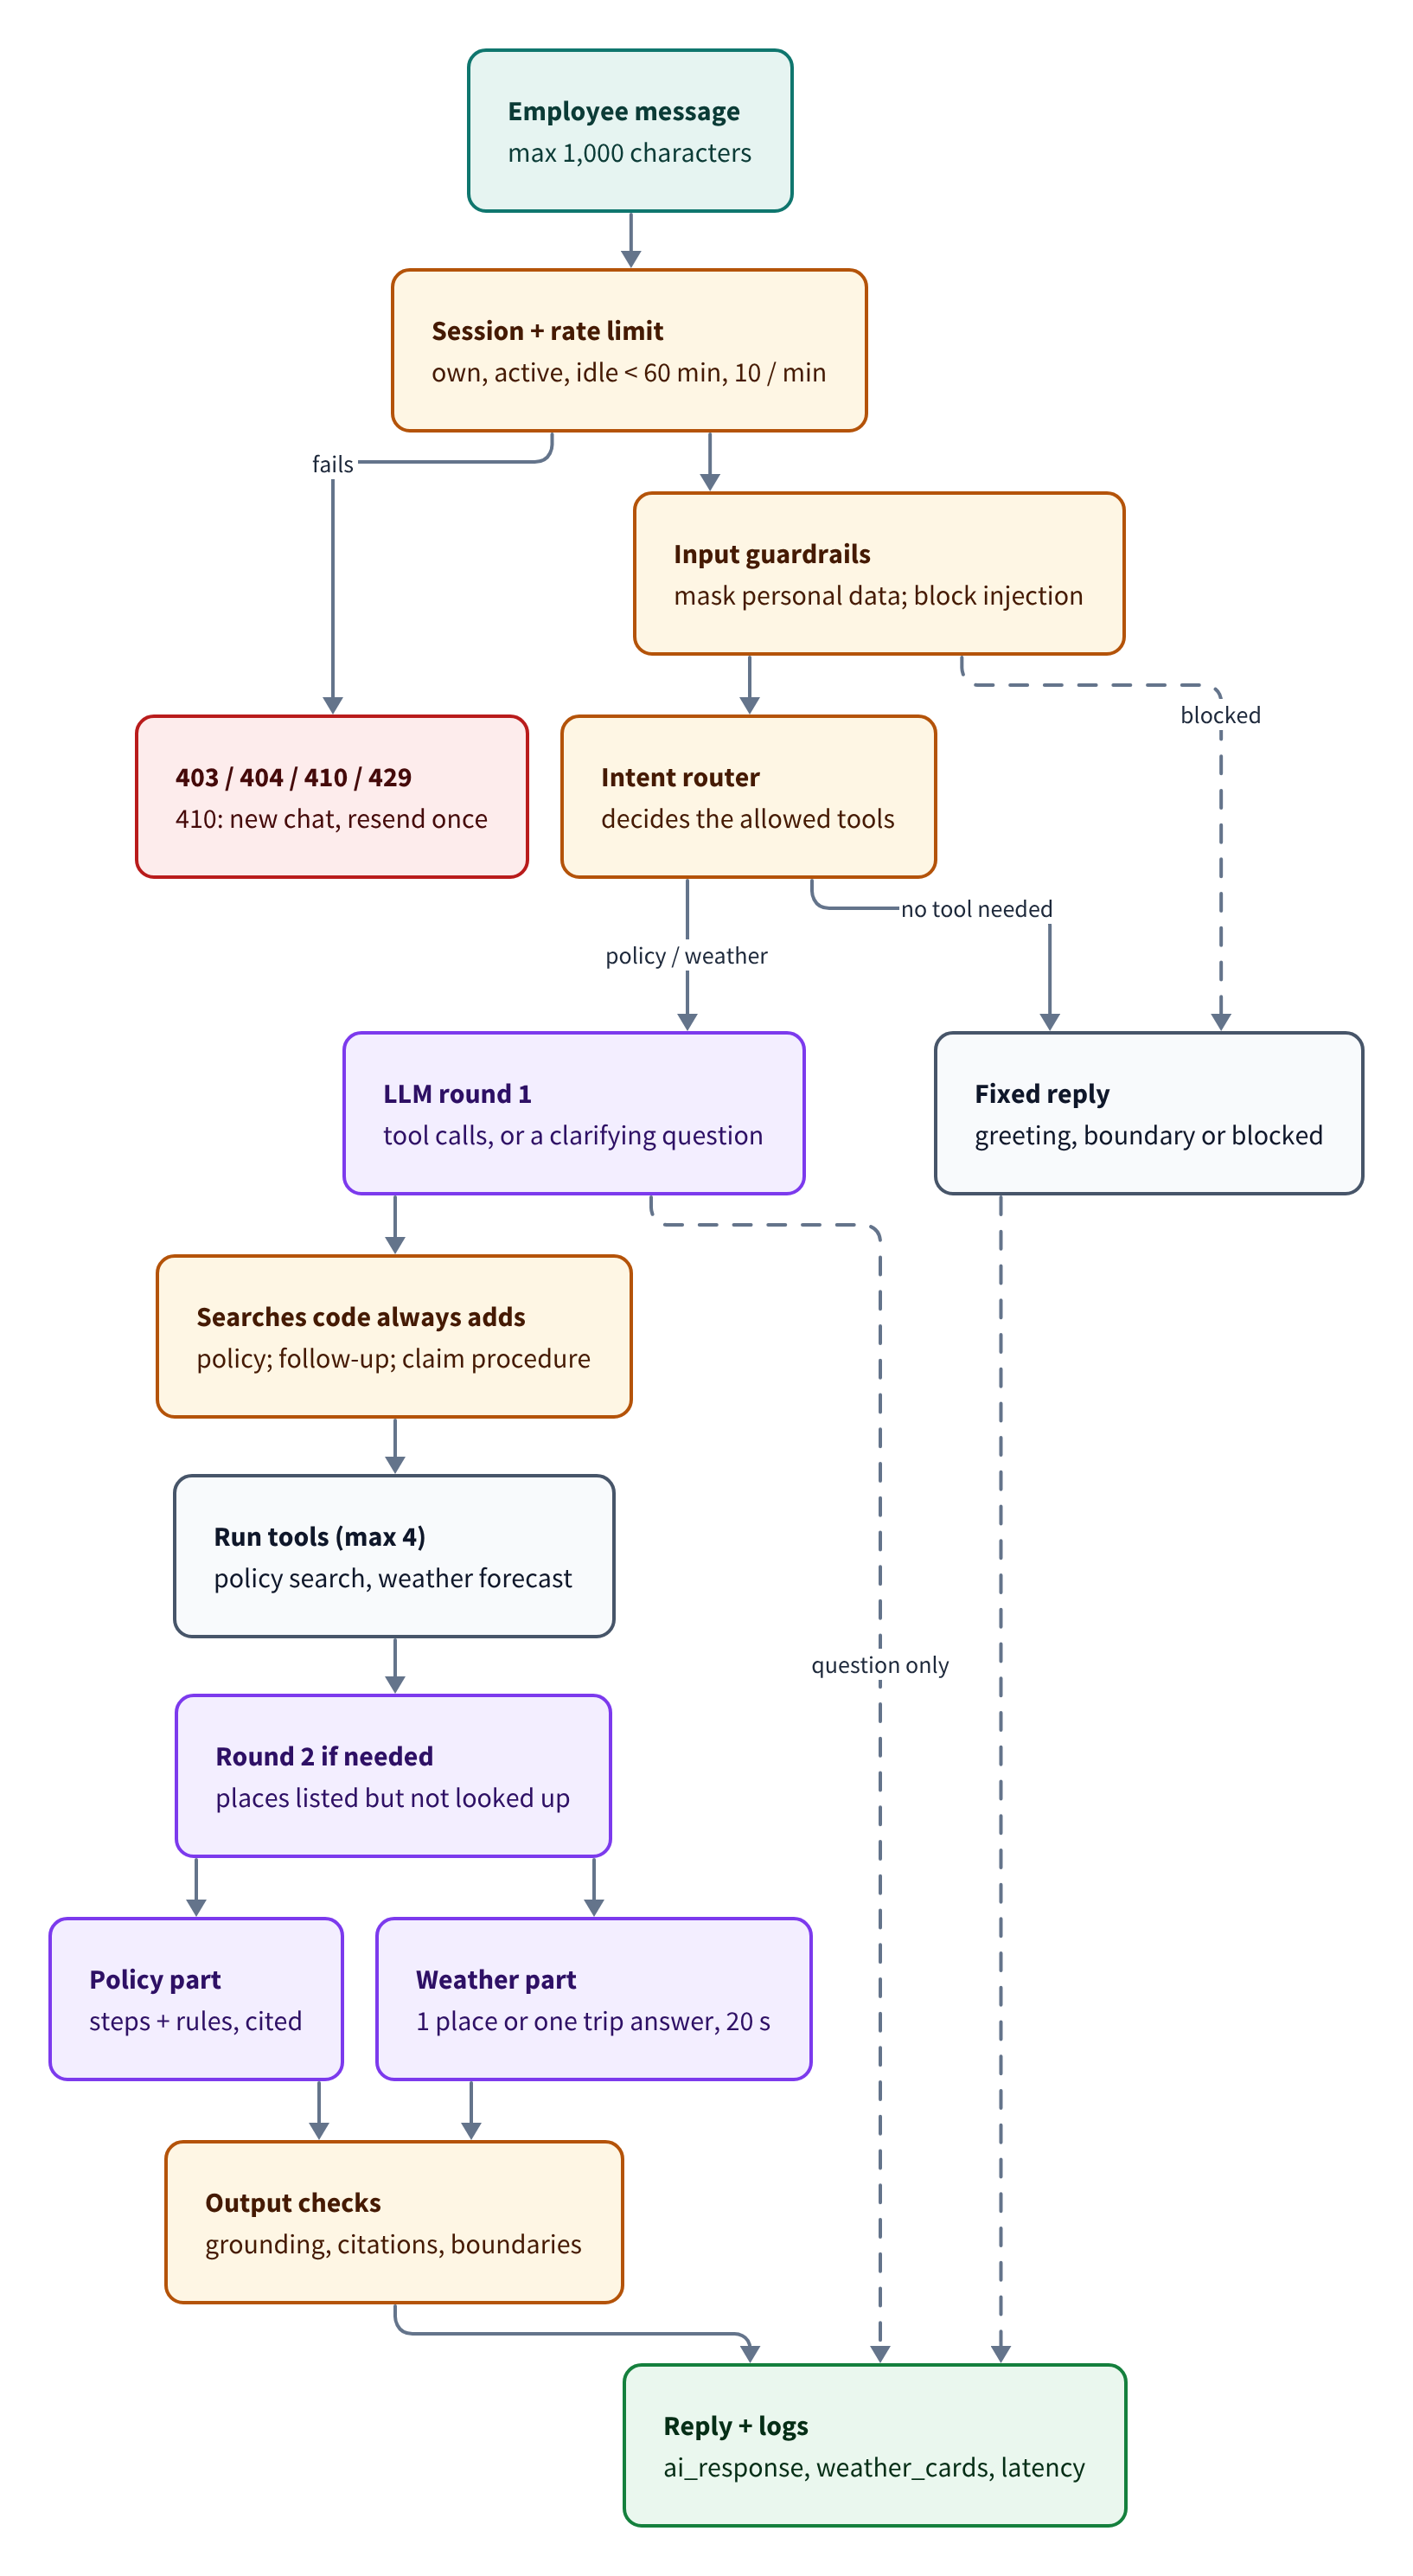 Employee message
max 1,000 characters
Session + rate limit
own, active, idle < 60 min, 10 / min
fails
Input guardrails
mask personal data; block injection
blocked
403 / 404 / 410 / 429
410: new chat, resend once
Intent router
decides the allowed tools
no tool needed
policy / weather
LLM round 1
tool calls, or a clarifying question
Fixed reply
greeting, boundary or blocked
Searches code always adds
policy; follow-up; claim procedure
Run tools (max 4)
policy search, weather forecast
question only
Round 2 if needed
places listed but not looked up
Policy part
steps + rules, cited
Weather part
1 place or one trip answer, 20 s
Output checks
grounding, citations, boundaries
Reply + logs
ai_response, weather_cards, latency